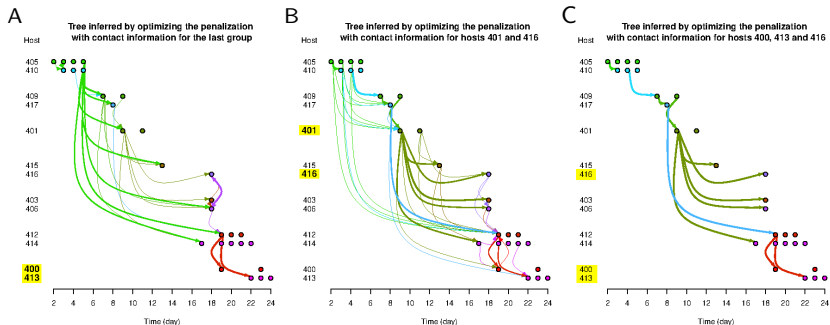 A
Tree inferred by optimizing the penalization
with contact information for the last group
Host
405
410
409
417
401
415
416
403
406
412
414
400
413
2 4 6 8 10 12 14 16 18 20 22 24
Time (day)
B
Tree inferred by optimizing the penalization
with contact information for hosts 401 and 416
Host
405
410
409
417
401
415
416
403
406
412
414
400
413
2 4 6 8 10 12 14 16 18 20 22 24
Time (day)
C
Tree inferred by optimizing the penalization
with contact information for hosts 400, 413 and 416
Host
405
410
409
417
401
415
416
403
406
412
414
400
413
2 4 6 8 10 12 14 16 18 20 22 24
Time (day)